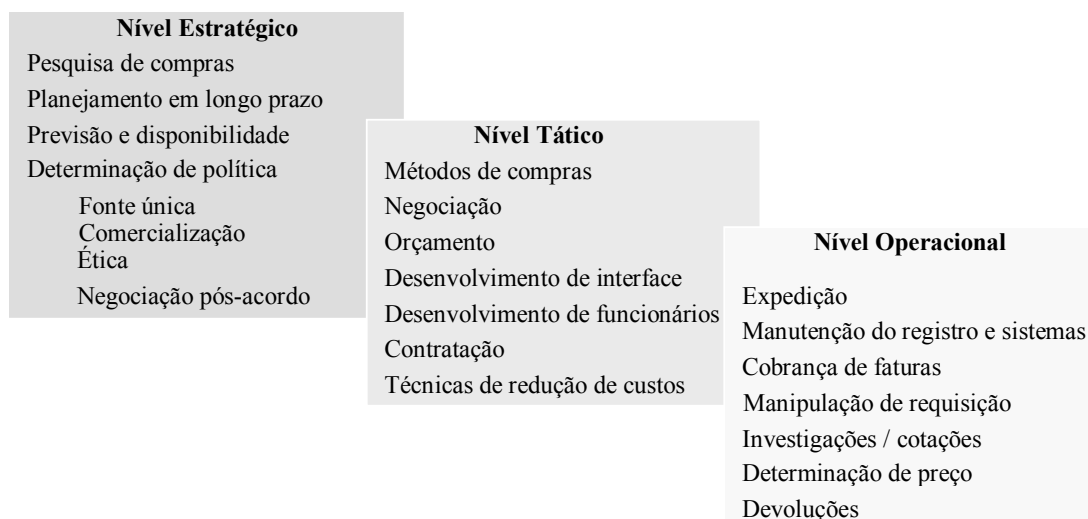 Nível Estratégico
Pesquisa de compras
Planejamento em longo prazo
Previsão e disponibilidade
Determinação de política
Fonte única
Comercialização
Ética
Negociação pós-acordo
Nível Tático
Métodos de compras
Negociação
Orçamento
Desenvolvimento de interface
Desenvolvimento de funcionários
Contratação
Técnicas de redução de custos
Nível Operacional
Expedição
Manutenção do registro e sistemas
Cobrança de faturas
Manipulação de requisição
Investigações / cotações
Determinação de preço
Devoluções